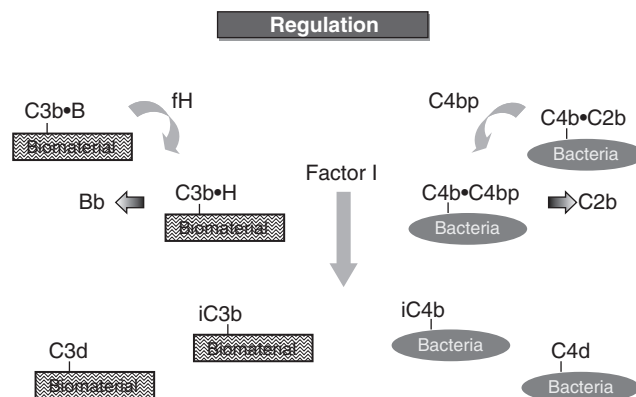 Regulation
C3b•B
fH
Biomaterial
C4bp
C4b•C2b
Bacteria
Factor I
Bb
C3b•H
Biomaterial
C4b•C4bp
Bacteria
C2b
iC3b
Biomaterial
iC4b
Bacteria
C3d
Biomaterial
C4d
Bacteria